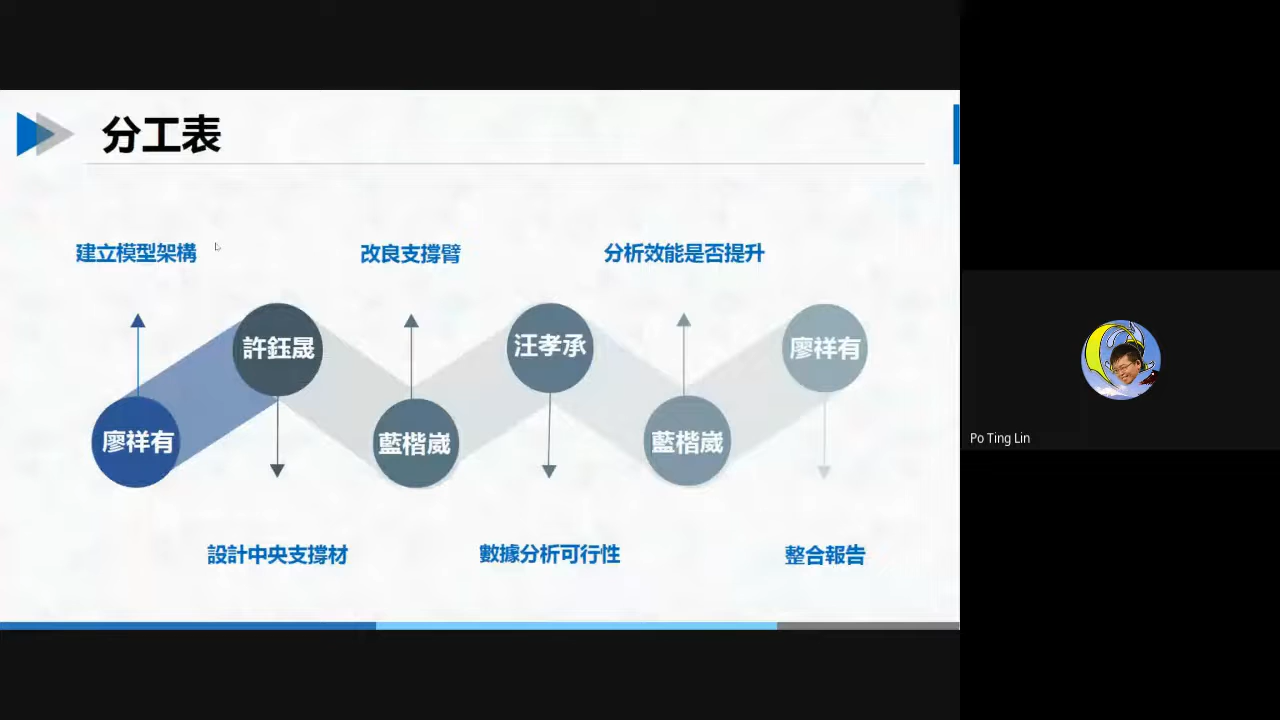 分工表
建立模型架構
改良支撐臂
分析效能是否提升
許鈺晟
汪孝承
廖祥有
廖祥有
藍楷崴
藍楷崴
設計中央支撐材
數據分析可行性
整合報告
Po Ting Lin